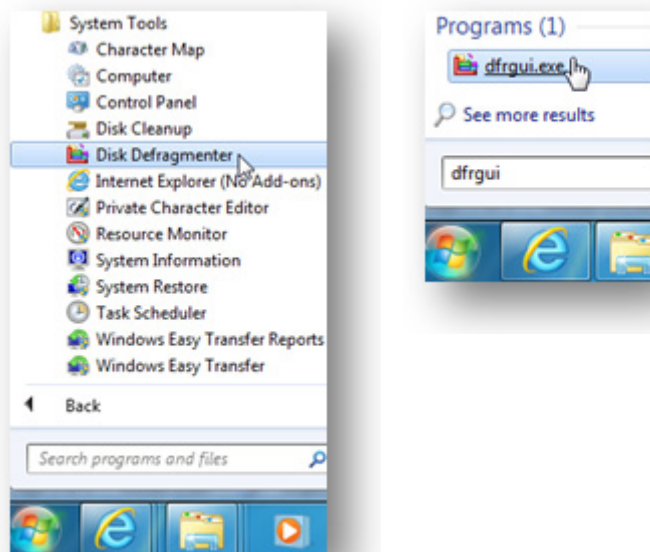 System Tools
Character Map
Computer
Control Panel
Disk Cleanup
Disk Defragmenter
Internet Explorer (No Add-ons)
Private Character Editor
Resource Monitor
System Information
System Restore
Task Scheduler
Windows Easy Transfer Reports
Windows Easy Transfer
Back
Search programs and files
Programs (1)
dfrgui.exe
See more results
dfrgui